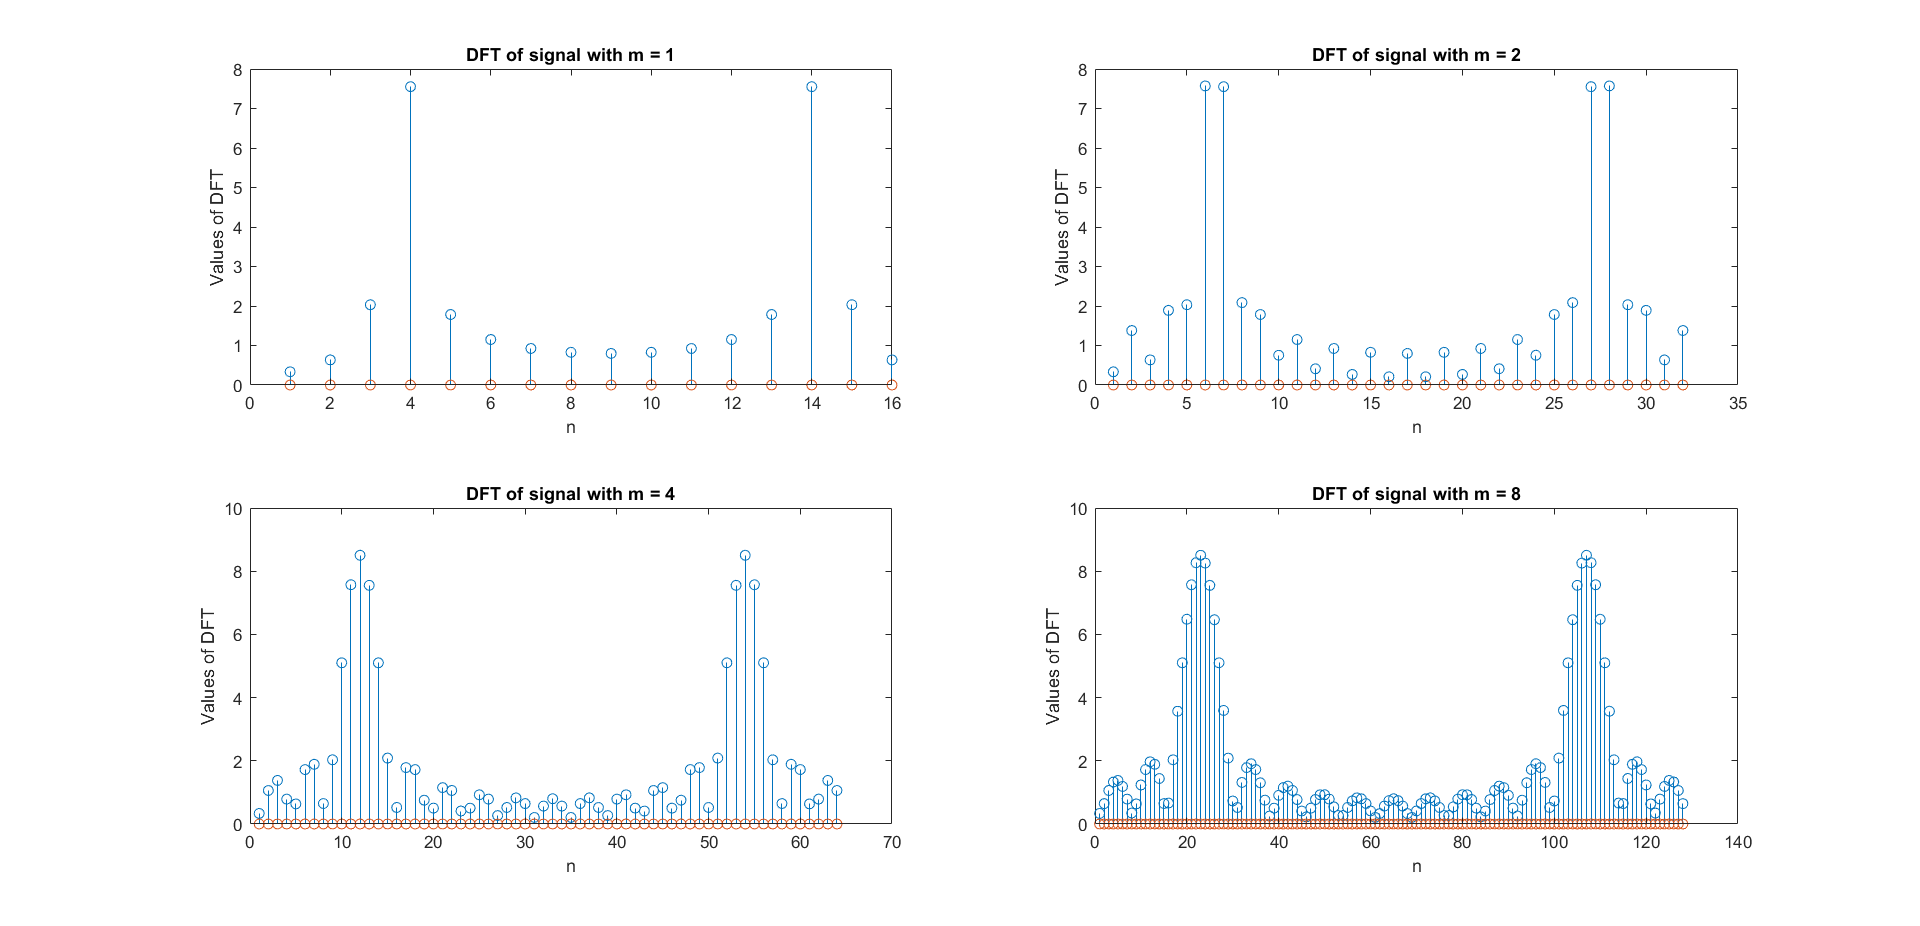 DFT of signal with m = 1
8
7
6
5
4
3
2
1
0
Values of DFT
0 2 4 6 8 10 12 14 16
n
DFT of signal with m = 2
8
7
6
5
4
3
2
1
0
Values of DFT
0 5 10 15 20 25 30 35
n
DFT of signal with m = 4
10
8
6
4
2
0
Values of DFT
0 10 20 30 40 50 60 70
n
DFT of signal with m = 8
10
8
6
4
2
0
Values of DFT
0 20 40 60 80 100 120 140
n